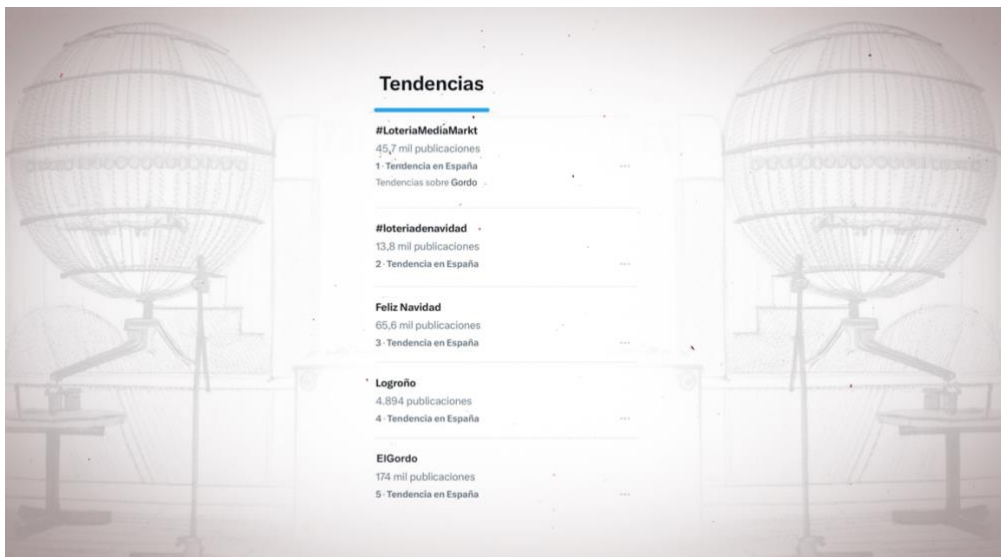 Tendencias
#LoteriaMediaMarkt
45,7 mil publicaciones
1 · Tendencia en España
Tendencias sobre Gordo
#loteriadenavidad
13,8 mil publicaciones
2 · Tendencia en España
Feliz Navidad
65,6 mil publicaciones
3 · Tendencia en España
Logroño
4.894 publicaciones
4 · Tendencia en España
ElGordo
174 mil publicaciones
5 · Tendencia en España